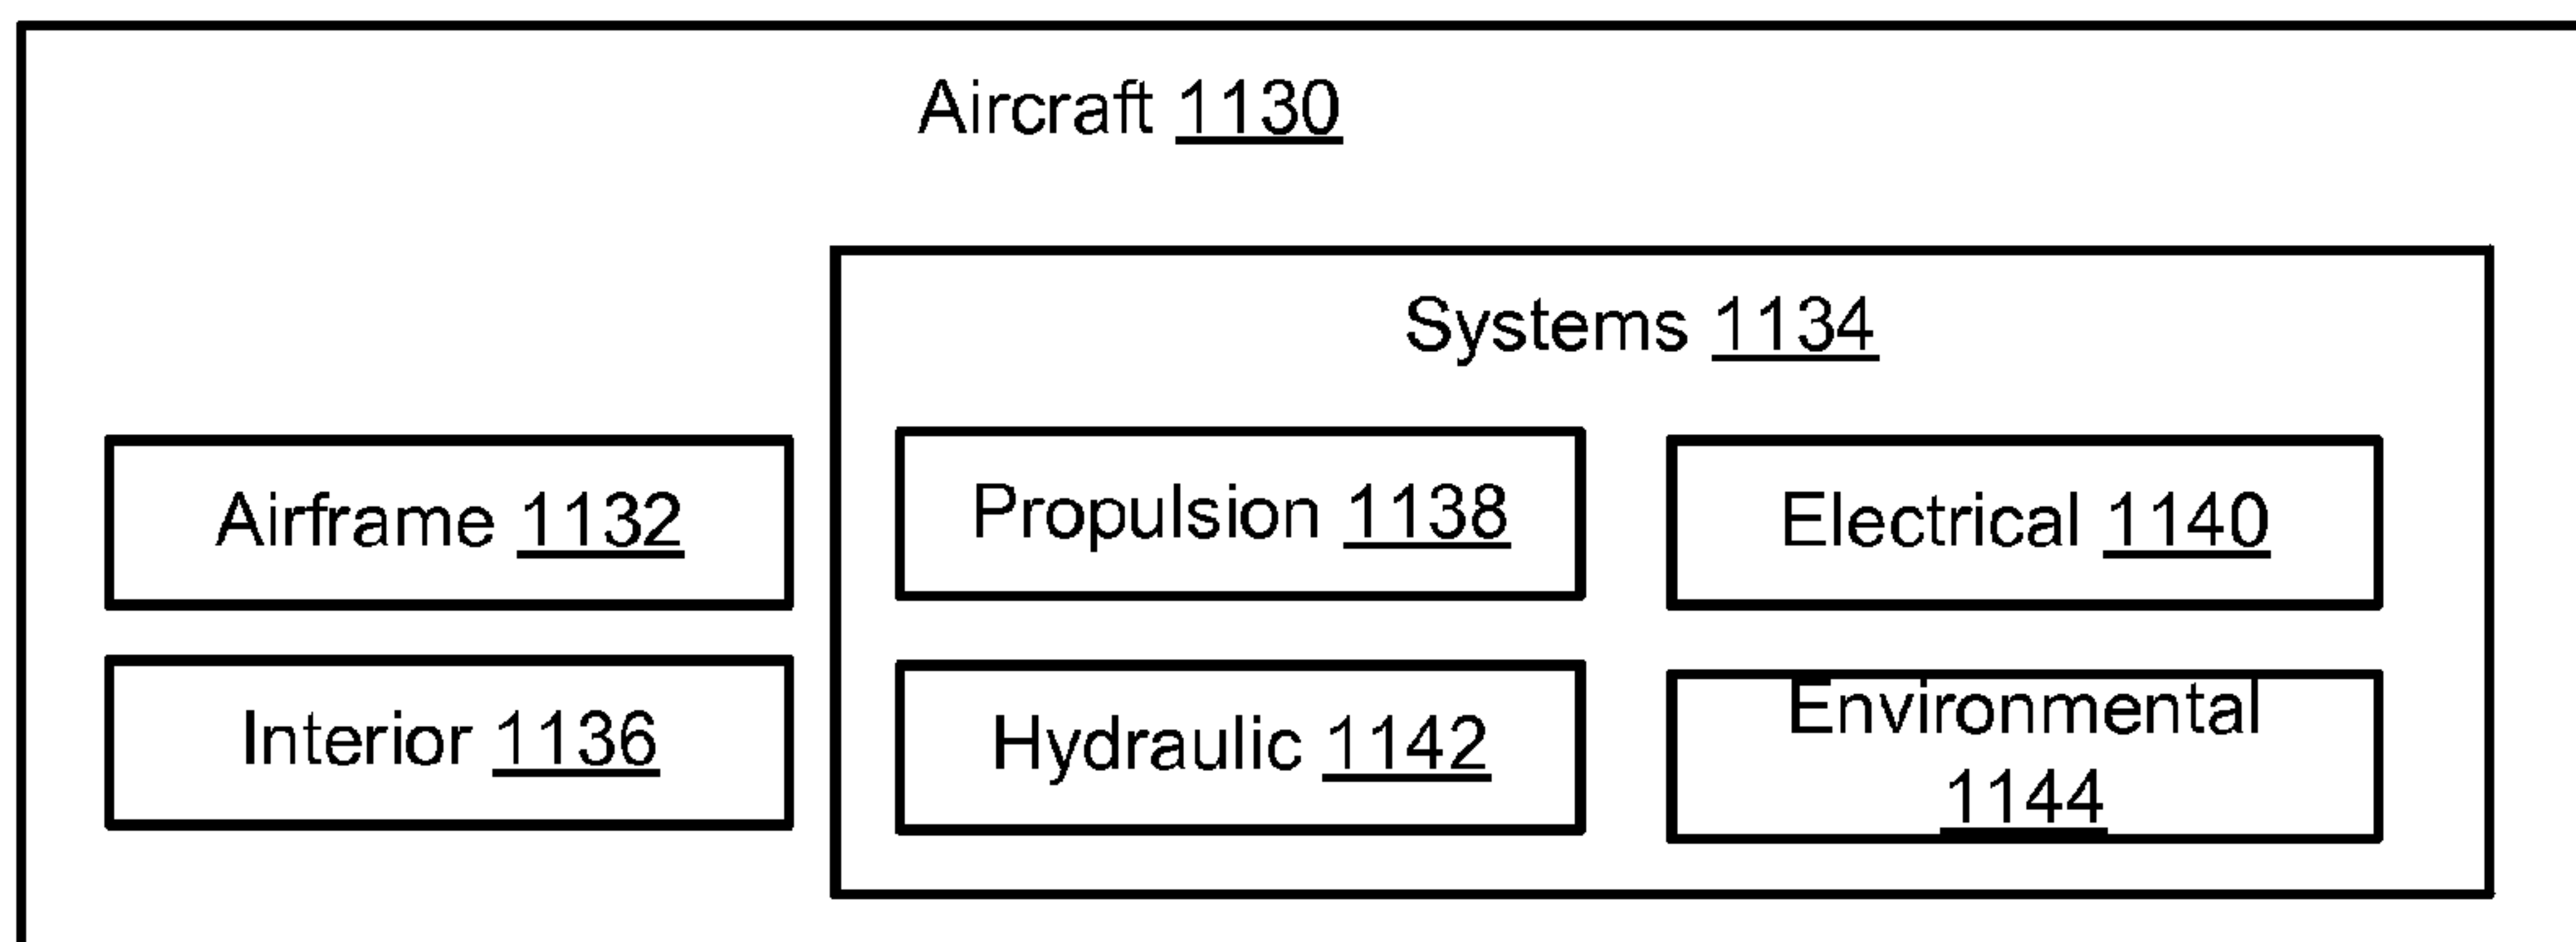 Aircraft 1130
Systems 1134
Airframe 1132
Propulsion 1138
Electrical 1140
Interior 1136
Hydraulic 1142
Environmental
1144